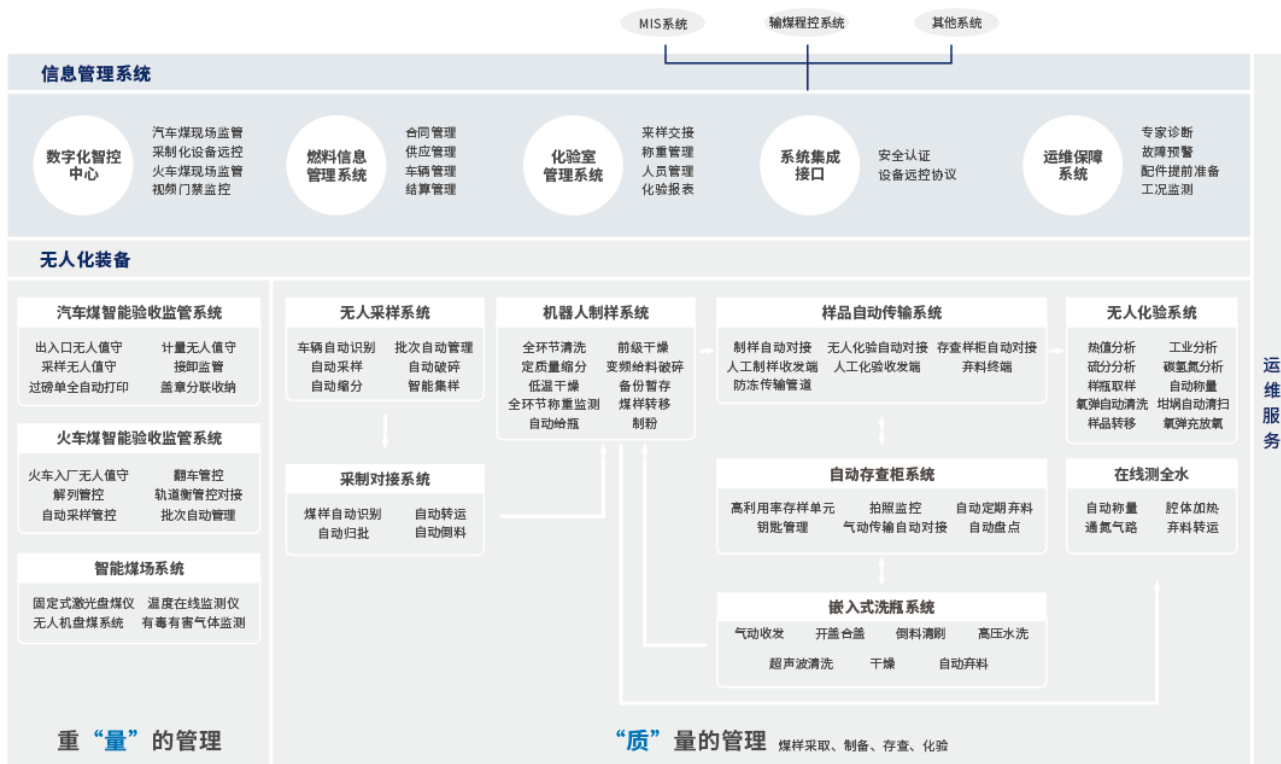 MIS系统 输煤程控系统 其他系统
信息管理系统
数字化智控
中心
汽车煤现场监管
采制化设备远控
火车煤现场监管
视频门禁监控
燃料信息
管理系统
合同管理
供应管理
车辆管理
结算管理
化验室
管理系统
来样交接
称重管理
人员管理
化验报表
系统集成
接口
安全认证
设备远控协议
运维保障
系统
专家诊断
故障预警
配件提前准备
工况监测
无人化装备
汽车煤智能验收监管系统
出入口无人值守 计量无人值守
采样无人值守 接卸监管
过磅单全自动打印 盖章分联收纳
火车煤智能验收监管系统
火车入厂无人值守 翻车管控
解列管控 轨道衡管控对接
自动采样管控 批次自动管理
智能煤场系统
固定式激光盘煤仪 温度在线监测仪
无人机盘煤系统 有毒有害气体监测
重“量”的管理
无人采样系统
车辆自动识别 批次自动管理
自动采样 自动破碎
自动缩分 智能集样
采制对接系统
煤样自动识别 自动转运
自动归批 自动倒料
机器人制样系统
全环节清洗 前级干燥
定质量缩分 变频给料破碎
低温干燥 备份暂存
全环节称重监测 煤样转移
自动给瓶 制粉
样品自动传输系统
制样自动对接 无人化验自动对接 存查样柜自动对接
人工制样收发端 人工化验收发端 弃料终端
防冻传输管道
自动存查柜系统
高利用率存样单元 拍照监控 自动定期弃料
钥匙管理 气动传输自动对接 自动盘点
嵌入式洗瓶系统
气动收发 开盖合盖 倒料清刷 高压水洗
超声波清洗 干燥 自动弃料
无人化验系统
热值分析 工业分析
硫分分析 碳氢氮分析
样瓶取样 自动称量
氧弹自动清洗 坩埚自动清扫
样品转移 氧弹充放氧
在线测全水
自动称量 腔体加热
通氮气路 弃料转运
“质”量的管理 煤样采取、制备、存查、化验
运
维
服
务